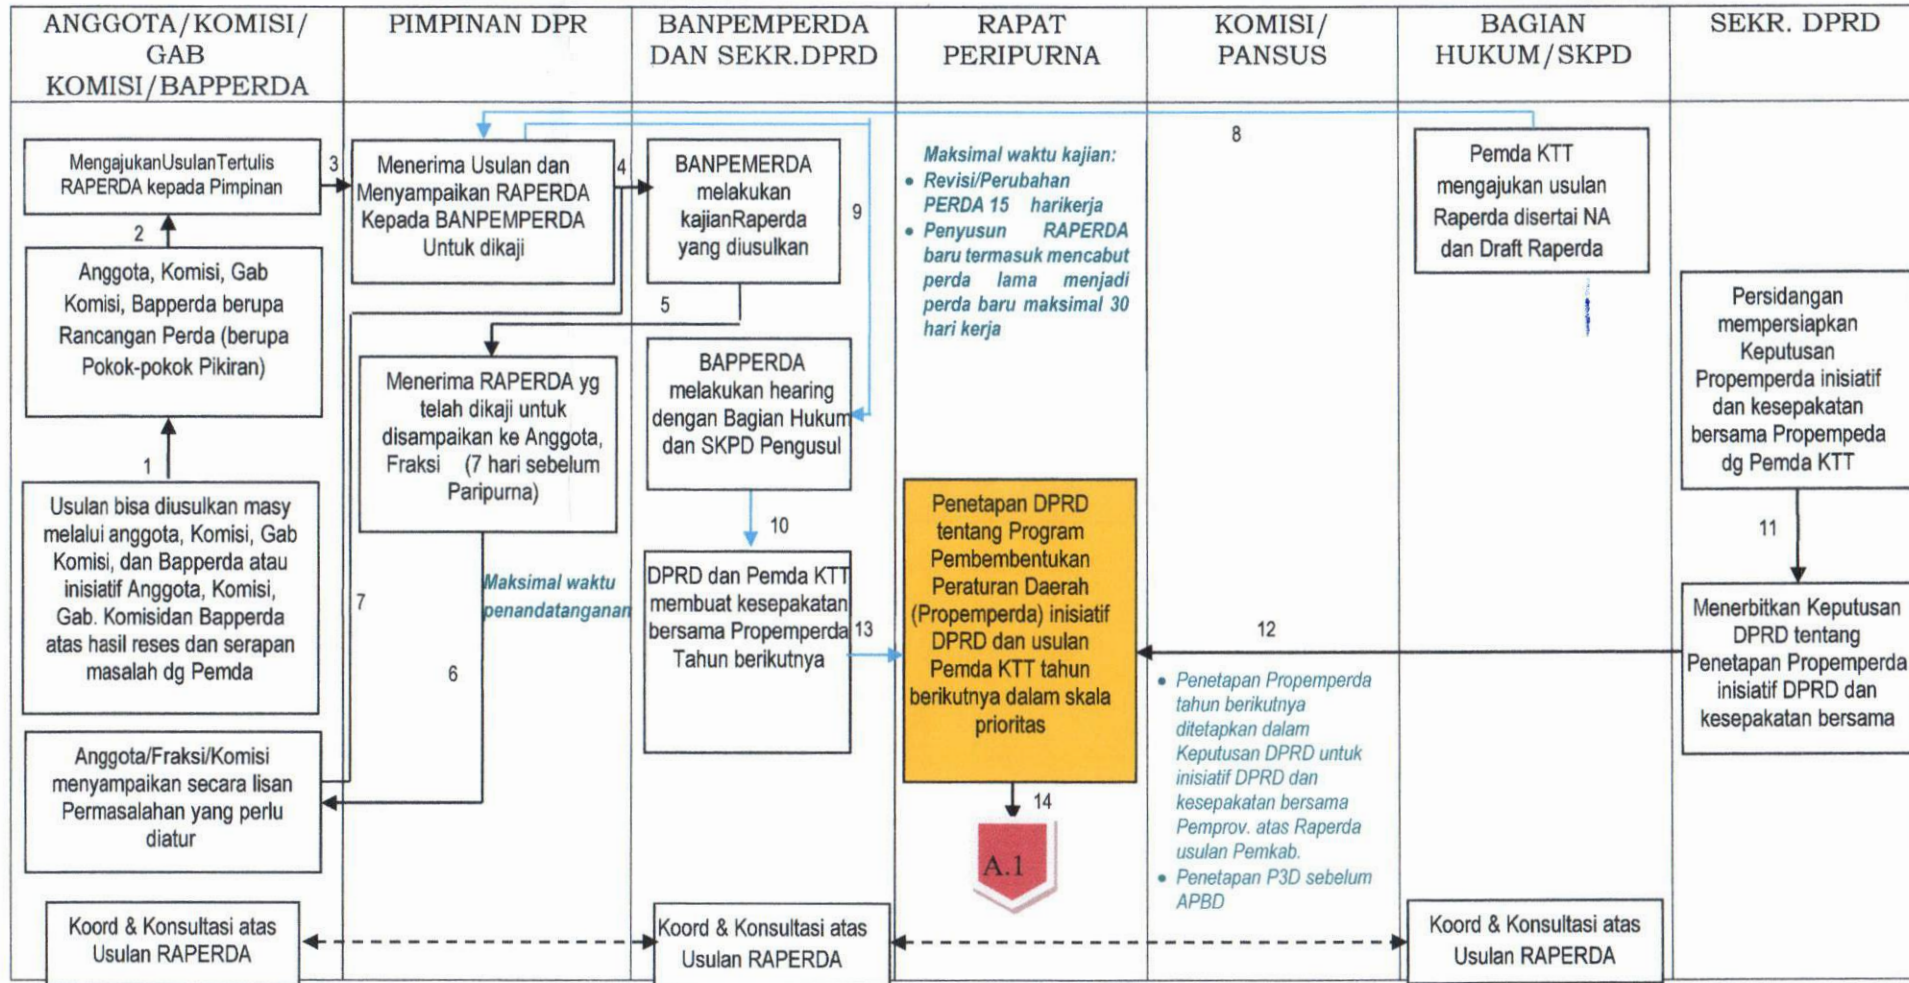 ANGGOTA/KOMISI/
GAB
KOMISI/BAPPERDA
PIMPINAN DPR
BANPEMPERDA
DAN SEKR.DPRD
RAPAT
PERIPURNA
KOMISI/
PANSUS
BAGIAN
HUKUM/SKPD
SEKR. DPRD
MengajukanUsulanTertulis
RAPERDA kepada Pimpinan
3
2
Anggota, Komisi, Gab
Komisi, Bapperda berupa
Rancangan Perda (berupa
Pokok-pokok Pikiran)
1
Usulan bisa diusulkan masy
melalui anggota, Komisi, Gab
Komisi, dan Bapperda atau
inisiatif Anggota, Komisi,
Gab. Komisidan Bapperda
atas hasil reses dan serapan
masalah dg Pemda
Anggota/Fraksi/Komisi
menyampaikan secara lisan
Permasalahan yang perlu
diatur
Koord & Konsultasi atas
Usulan RAPERDA
Menerima Usulan dan
Menyampaikan RAPERDA
Kepada BANPEMPERDA
Untuk dikaji
4
5
Menerima RAPERDA yg
telah dikaji untuk
disampaikan ke Anggota,
Fraksi (7 hari sebelum
Paripurna)
7
6
Maksimal waktu
penandatanganan
BANPEMERDA
melakukan
kajianRaperda
yang diusulkan
9
BAPPERDA
melakukan hearing
dengan Bagian Hukum
dan SKPD Pengusul
10
DPRD dan Pemda KTT
membuat kesepakatan
bersama Propemperda
Tahun berikutnya
13
Koord & Konsultasi atas
Usulan RAPERDA
Maksimal waktu kajian:
• Revisi/Perubahan
PERDA 15 harikerja
• Penyusun RAPERDA
baru termasuk mencabut
perda lama menjadi
perda baru maksimal 30
hari kerja
Penetapan DPRD
tentang Program
Pembembentukan
Peraturan Daerah
(Propemperda) inisiatif
DPRD dan usulan
Pemda KTT tahun
berikutnya dalam skala
prioritas
14
A.1
8
12
• Penetapan Propemperda
tahun berikutnya
ditetapkan dalam
Keputusan DPRD untuk
inisiatif DPRD dan
kesepakatan bersama
Pemprov. atas Raperda
usulan Pemkab.
• Penetapan P3D sebelum
APBD
Pemda KTT
mengajukan usulan
Raperda disertai NA
dan Draft Raperda
Koord & Konsultasi atas
Usulan RAPERDA
Persidangan
mempersiapkan
Keputusan
Propemperda inisiatif
dan kesepakatan
bersama Propempeda
dg Pemda KTT
11
Menerbitkan Keputusan
DPRD tentang
Penetapan Propemperda
inisiatif DPRD dan
kesepakatan bersama